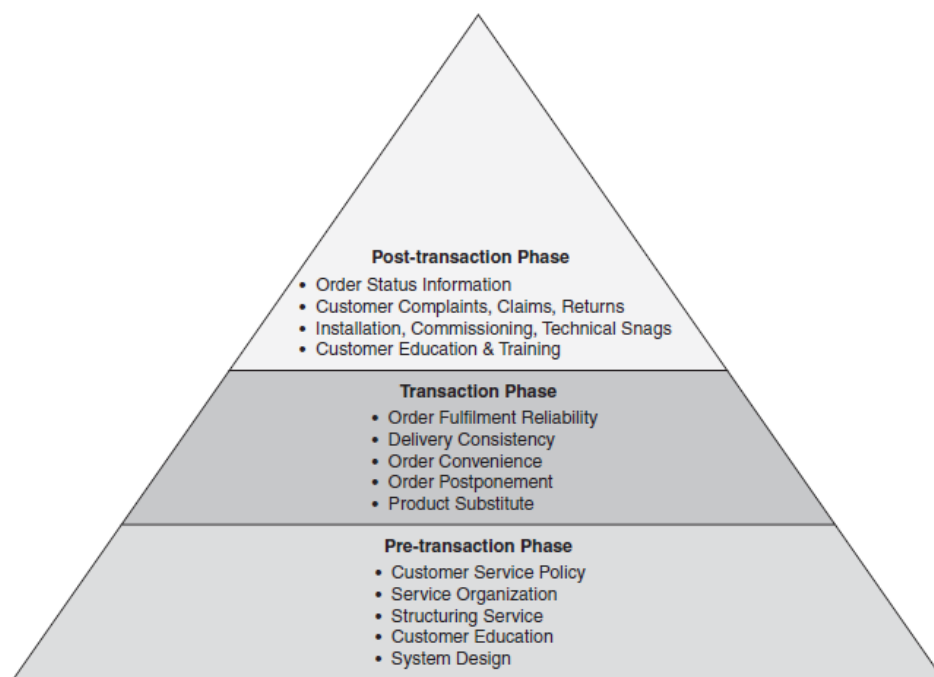 Post-transaction Phase
• Order Status Information
• Customer Complaints, Claims, Returns
• Installation, Commissioning, Technical Snags
• Customer Education & Training
Transaction Phase
• Order Fulfilment Reliability
• Delivery Consistency
• Order Convenience
• Order Postponement
• Product Substitute
Pre-transaction Phase
• Customer Service Policy
• Service Organization
• Structuring Service
• Customer Education
• System Design